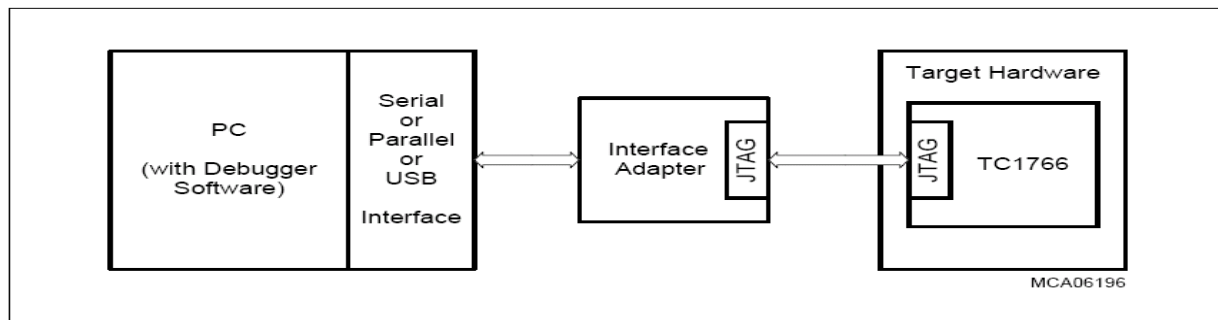 PC
(with Debugger
Software)
Serial
or
Parallel
or
USB
Interface
Interface
Adapter
JTAG
Target Hardware
JTAG
TC1766
MCA06196